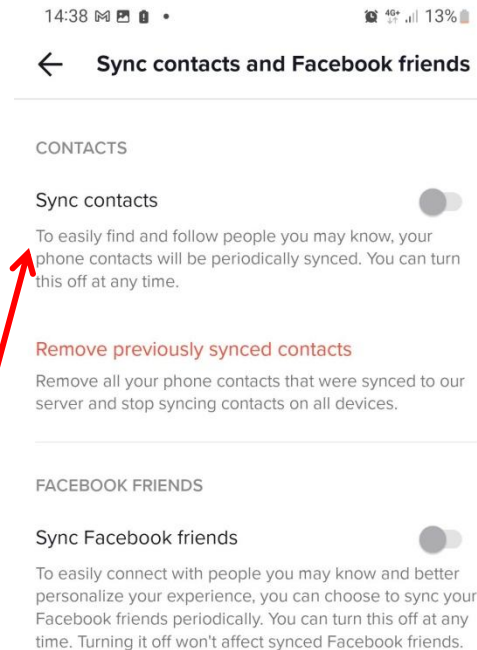 14:38 4G+ 13%
Sync contacts and Facebook friends
CONTACTS
Sync contacts
To easily find and follow people you may know, your
phone contacts will be periodically synced. You can turn
this off at any time.
Remove previously synced contacts
Remove all your phone contacts that were synced to our
server and stop syncing contacts on all devices.
FACEBOOK FRIENDS
Sync Facebook friends
To easily connect with people you may know and better
personalize your experience, you can choose to sync your
Facebook friends periodically. You can turn this off at any
time. Turning it off won't affect synced Facebook friends.